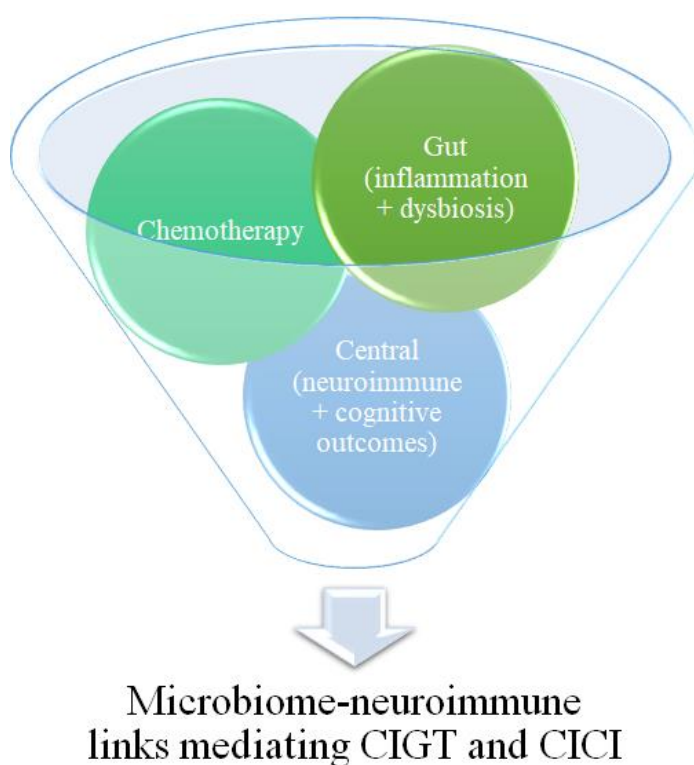 Gut
(inflammation
+ dysbiosis)
Chemotherapy
Central
(neuroimmune
+ cognitive
outcomes)
Microbiome-neuroimmune
links mediating CIGT and CICI